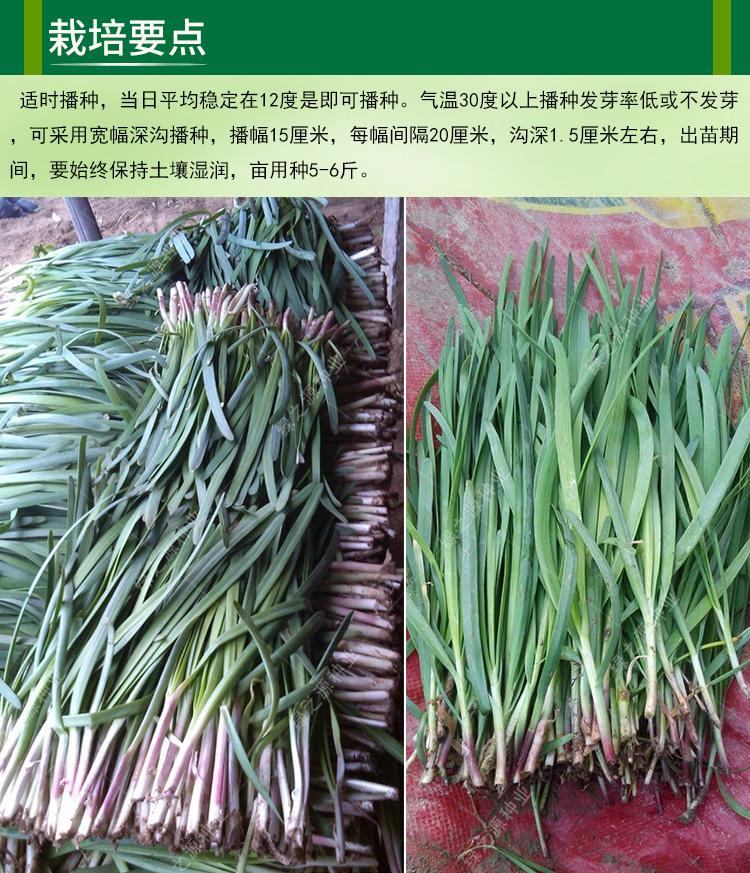 栽培要点
适时播种，当日平均稳定在12度是即可播种。气温30度以上播种发芽率低或不发芽
，可采用宽幅深沟播种，播幅15厘米，每幅间隔20厘米，沟深1.5厘米左右，出苗期
间，要始终保持土壤湿润，亩用种5-6斤。